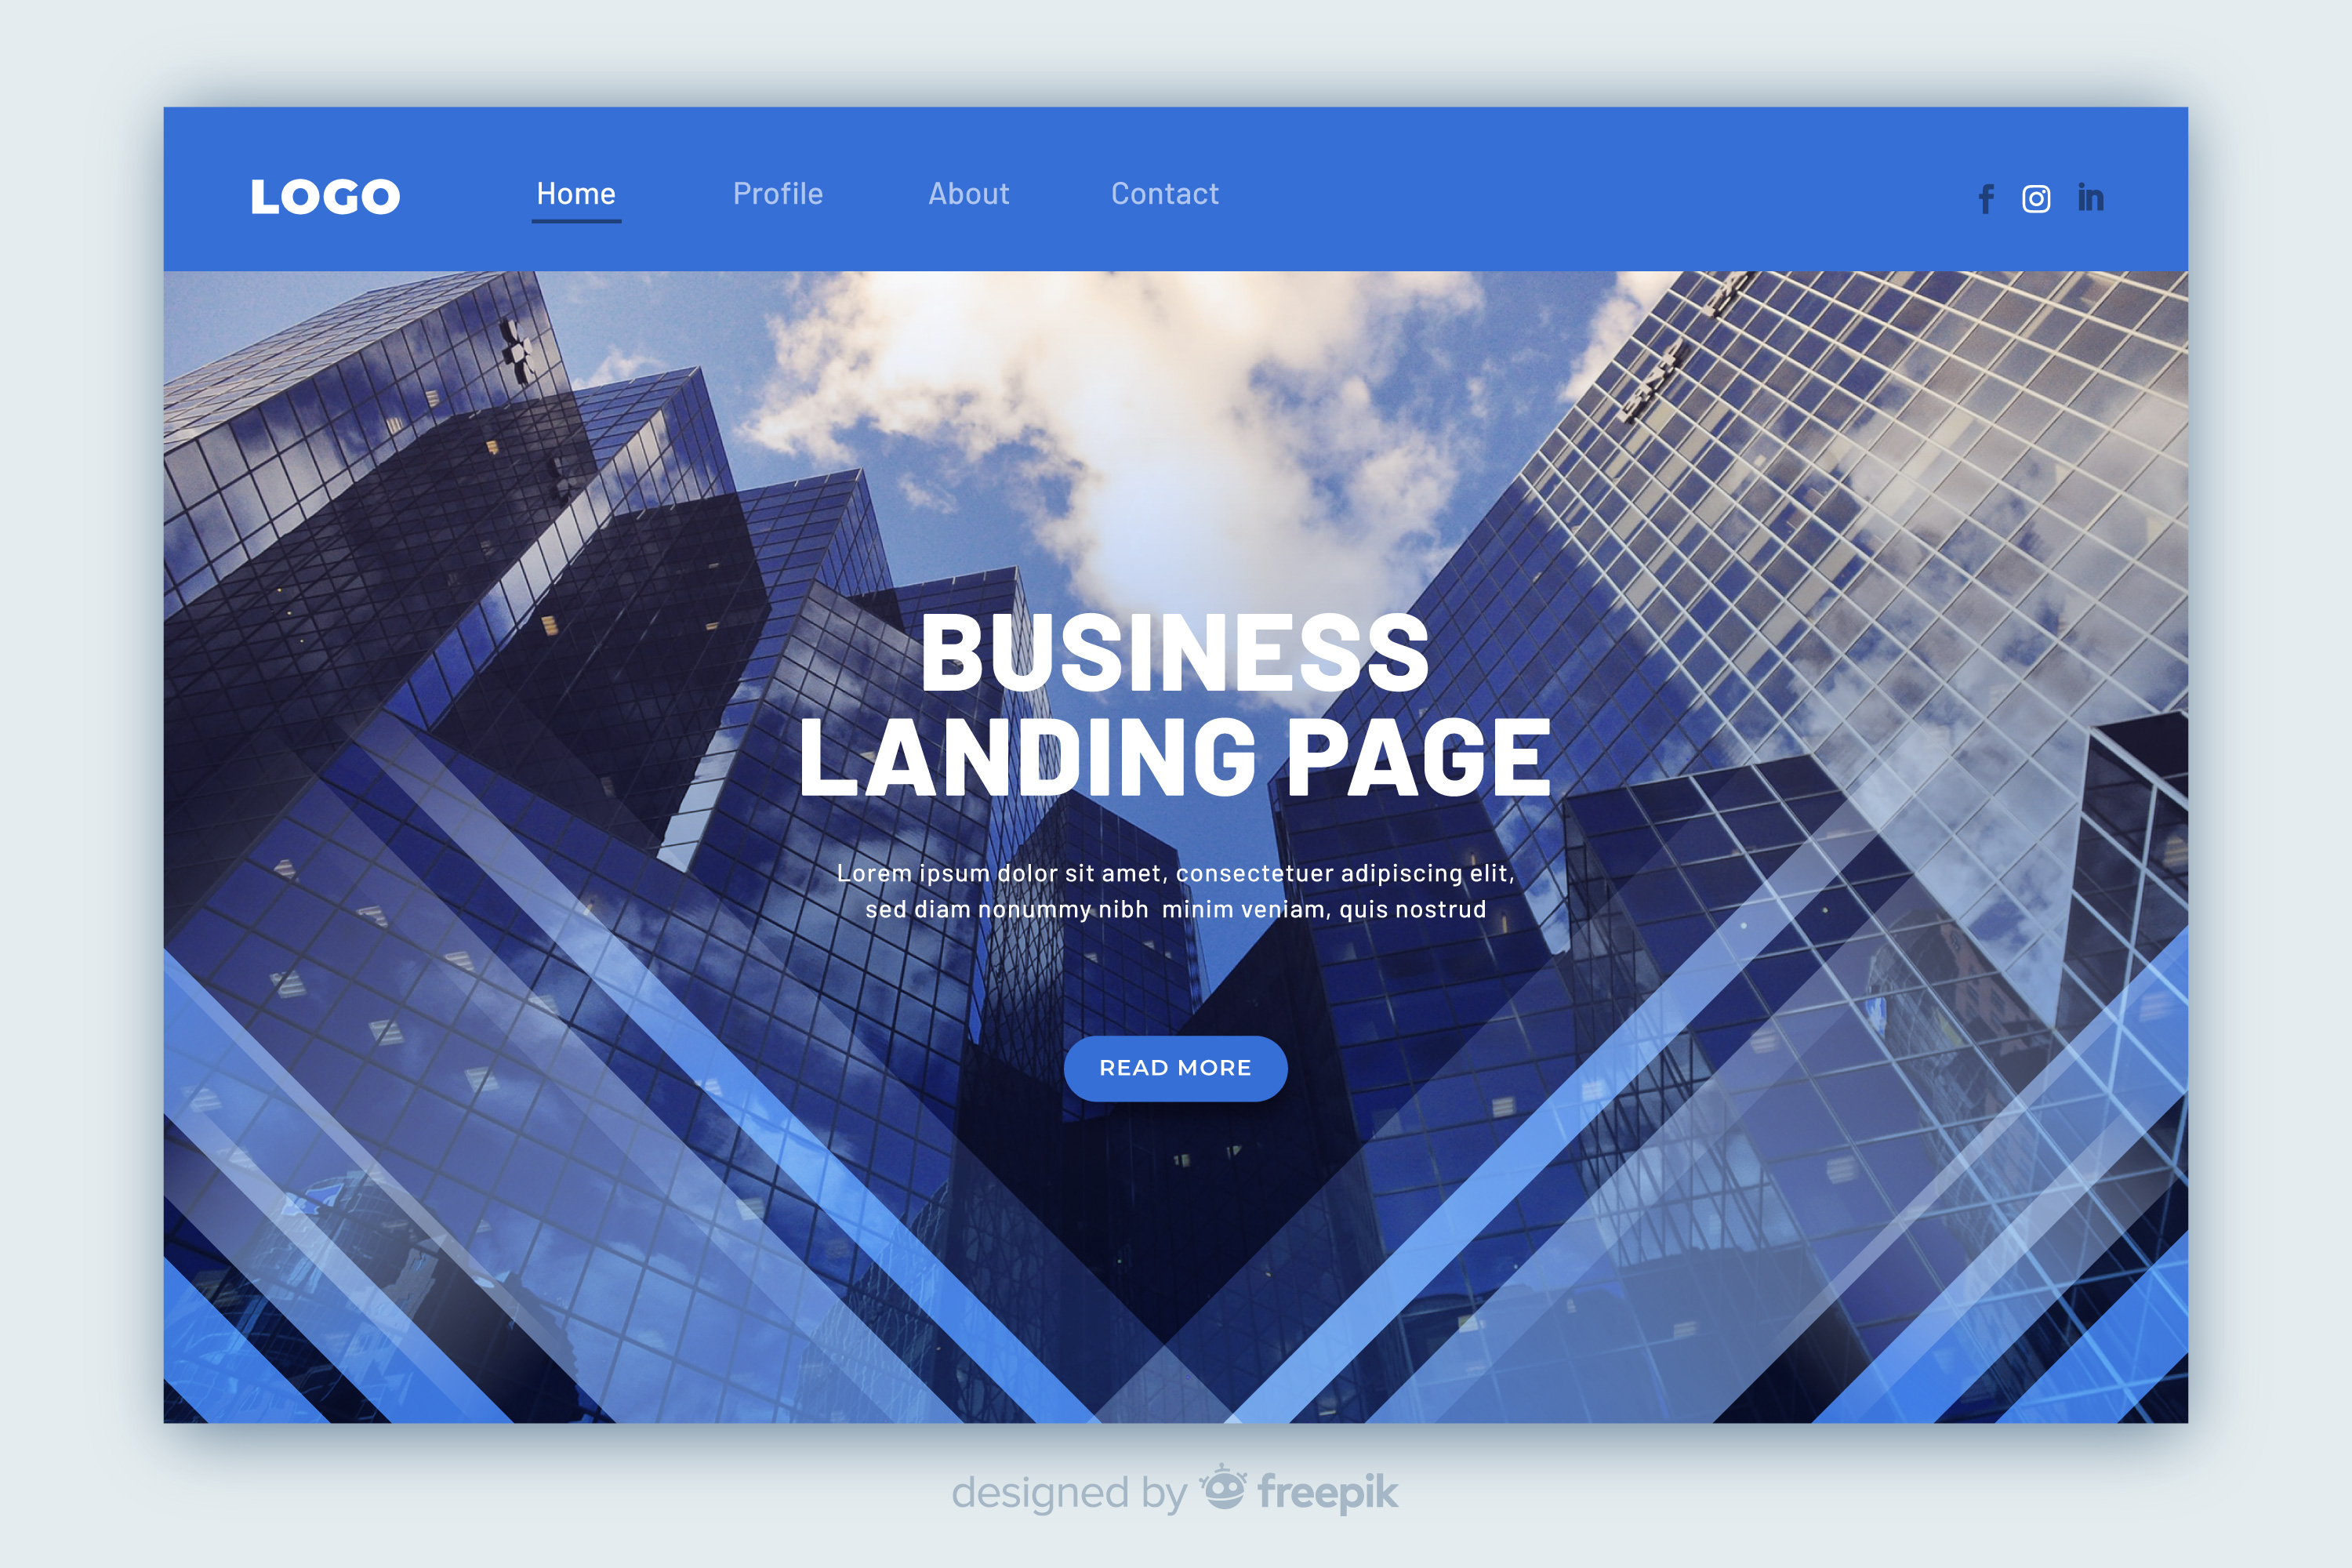 LOGO
Home
Profile
About
Contact
f
in
BUSINESS
LANDING PAGE
Lorem ipsum dolor sit amet, consectetuer adipiscing elit,
sed diam nonummy nibh minim veniam, quis nostrud
READ MORE
designed by freepik